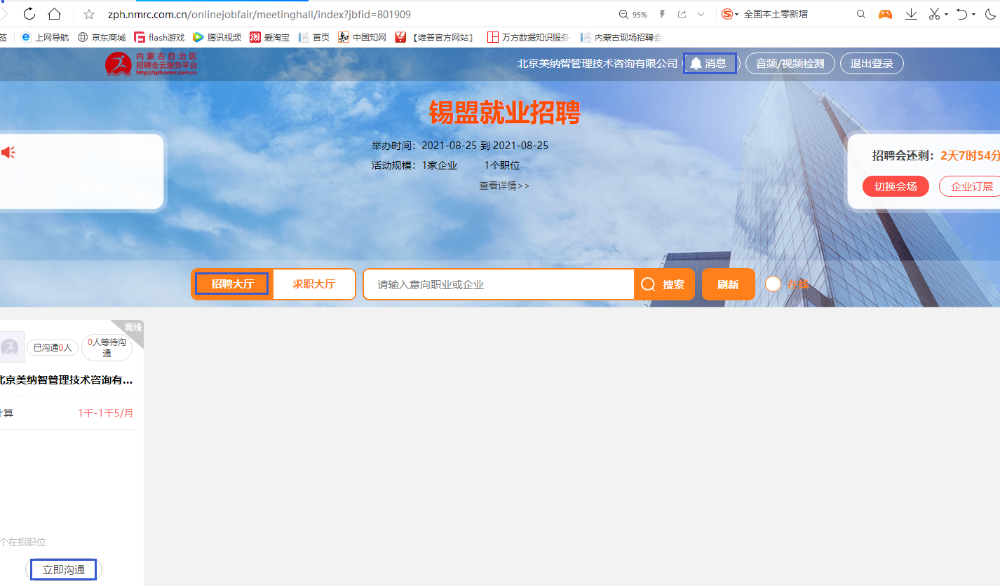 zph.nmrc.com.cn/onlinejobfair/meetinghall/index?jbfid=801909
95%
全国本土零新增
签
上网导航
京东商城
flash游戏
腾讯视频
爱淘宝
首页
中国知网
【维普官方网站】
万方数据知识服务
内蒙古现场招聘会
内蒙古自治区
招聘会云服务平台
http://zph.nmrc.com.cn
北京美纳智管理技术咨询有限公司
消息
音频/视频检测
退出登录
锡盟就业招聘
举办时间：2021-08-25 到 2021-08-25
活动规模：1家企业 1个职位
查看详情>>
招聘会还剩：2天7时54分
切换会场
企业订展
招聘大厅
求职大厅
请输入意向职业或企业
搜索
刷新
在线
离线
已沟通0人
0人等待沟
通
北京美纳智管理技术咨询有...
计算
1千-1千5/月
个在招职位
立即沟通